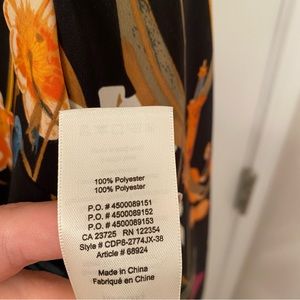 100% Polyester
100% Polyester
P.O. # 4500089151
P.O. # 4500089152
P.O. # 4500089153
CA 23725 RN 122354
Style # CDP8-2774JX-38
Article # 68924
Made in China
Fabriqué en Chine